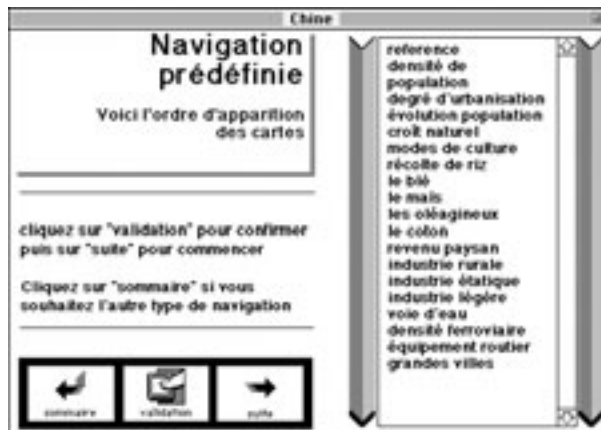 Chine
Navigation
prédéfinie
Voici l'ordre d'apparition
des cartes
cliquez sur "validation" pour confirmer
puis sur "suite" pour commencer
Cliquez sur "sommaire" si vous
souhaitez l'autre type de navigation
sommaire
validation
suite
reference
densité de
population
degré d'urbanisation
évolution population
croît naturel
modes de culture
récolte de riz
le blé
le maïs
les oléagineux
le coton
revenu paysan
industrie rurale
industrie étatique
industrie légère
voie d'eau
densité ferroviaire
équipement routier
grandes villes